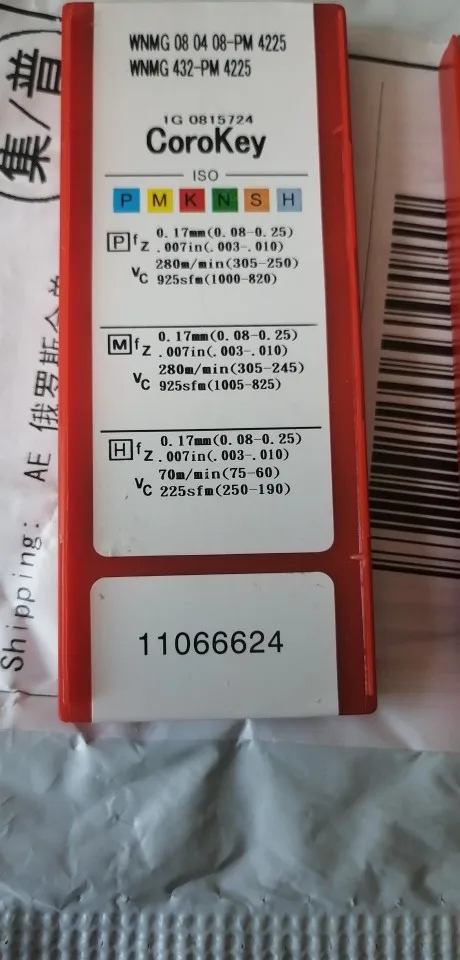 WNMG 08 04 08-PM 4225
WNMG 432-PM 4225
1G 0815724
CoroKey
ISO
P M K N S H
P fz 0.17mm(0.08-0.25)
.007in(.003-.010)
vc 280m/min(305-250)
925sfm(1000-820)
M fz 0.17mm(0.08-0.25)
.007in(.003-.010)
vc 280m/min(305-245)
925sfm(1005-825)
H fz 0.17mm(0.08-0.25)
.007in(.003-.010)
vc 70m/min(75-60)
225sfm(250-190)
11066624
集/普
Shipping: AE 俄罗斯